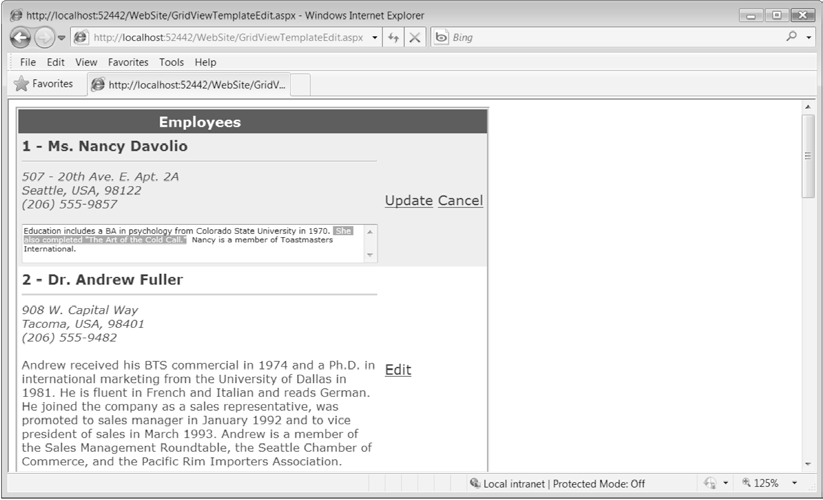 http://localhost:52442/WebSite/GridViewTemplateEdit.aspx - Windows Internet Explorer
http://localhost:52442/WebSite/GridViewTemplateEdit.aspx
Bing
File Edit View Favorites Tools Help
Favorites
http://localhost:52442/WebSite/GridV...
Employees
1 - Ms. Nancy Davolio
507 - 20th Ave. E. Apt. 2A
Seattle, USA, 98122
(206) 555-9857
Update Cancel
Education includes a BA in psychology from Colorado State University in 1970. She
also completed "The Art of the Cold Call." Nancy is a member of Toastmasters
International.
2 - Dr. Andrew Fuller
908 W. Capital Way
Tacoma, USA, 98401
(206) 555-9482
Andrew received his BTS commercial in 1974 and a Ph.D. in
international marketing from the University of Dallas in
1981. He is fluent in French and Italian and reads German.
He joined the company as a sales representative, was
promoted to sales manager in January 1992 and to vice
president of sales in March 1993. Andrew is a member of
the Sales Management Roundtable, the Seattle Chamber of
Commerce, and the Pacific Rim Importers Association.
Edit
Local intranet | Protected Mode: Off
125%